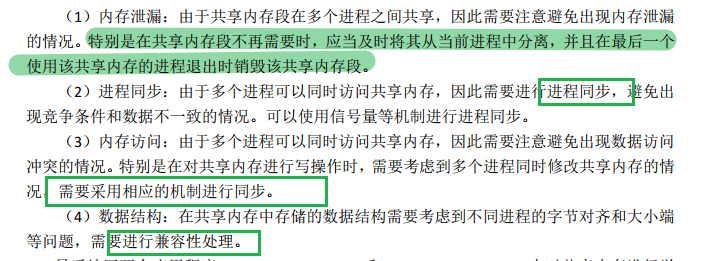 （1）内存泄漏：由于共享内存段在多个进程之间共享，因此需要注意避免出现内存泄漏
的情况。特别是在共享内存段不再需要时，应当及时将其从当前进程中分离，并且在最后一个
使用该共享内存的进程退出时销毁该共享内存段。
（2）进程同步：由于多个进程可以同时访问共享内存，因此需要进行进程同步，避免出
现竞争条件和数据不一致的情况。可以使用信号量等机制进行进程同步。
（3）内存访问：由于多个进程可以同时访问共享内存，因此需要注意避免出现数据访问
冲突的情况。特别是在对共享内存进行写操作时，需要考虑到多个进程同时修改共享内存的情
况，需要采用相应的机制进行同步。
（4）数据结构：在共享内存中存储的数据结构需要考虑到不同进程的字节对齐和大小端
等问题，需要进行兼容性处理。